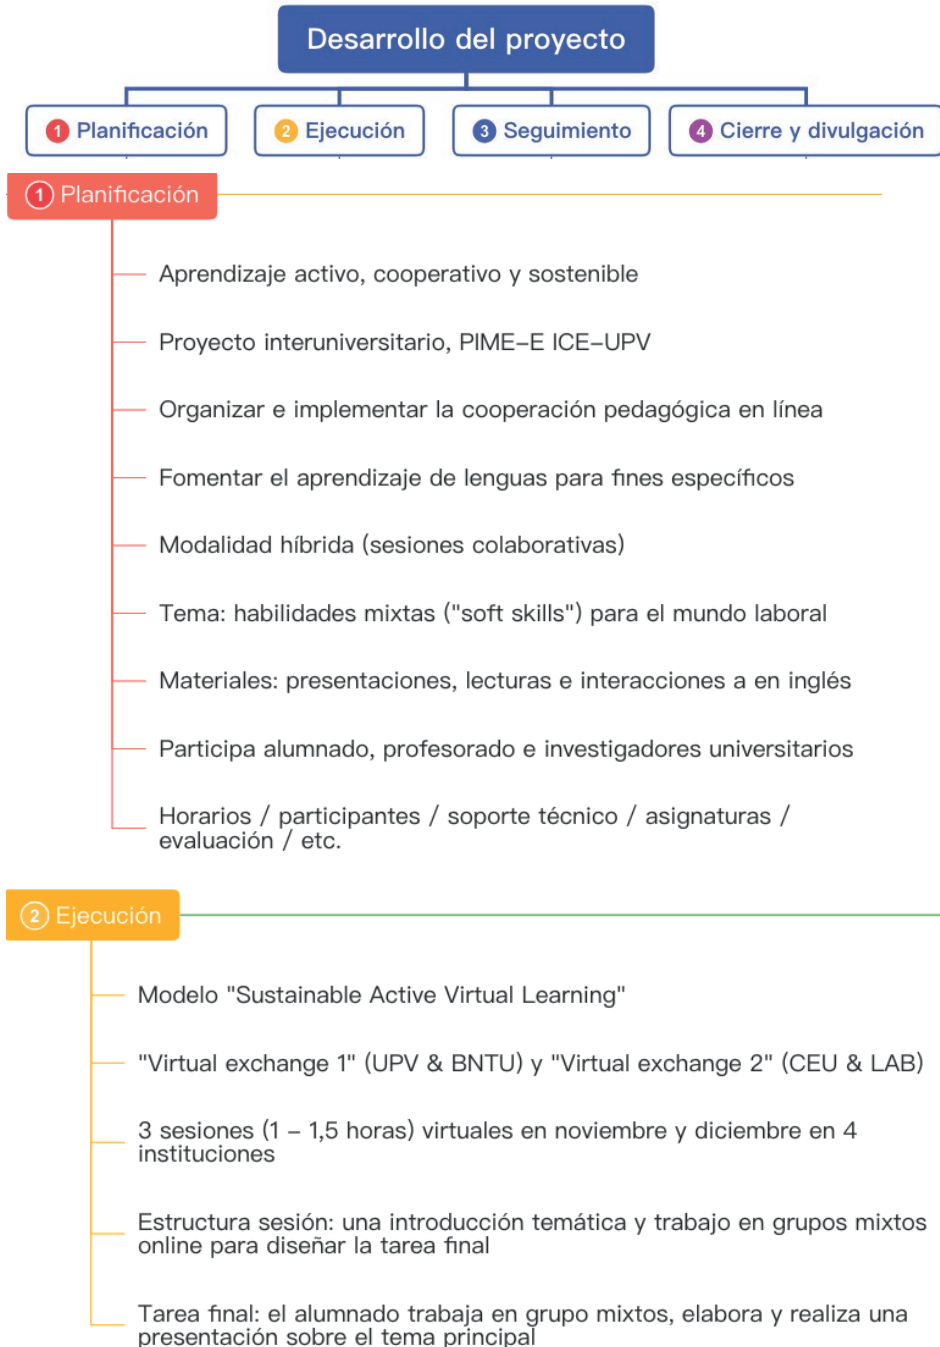 Desarrollo del proyecto
1 Planificación
2 Ejecución
3 Seguimiento
4 Cierre y divulgación
1 Planificación
Aprendizaje activo, cooperativo y sostenible
Proyecto interuniversitario, PIME-E ICE-UPV
Organizar e implementar la cooperación pedagógica en línea
Fomentar el aprendizaje de lenguas para fines específicos
Modalidad híbrida (sesiones colaborativas)
Tema: habilidades mixtas ("soft skills") para el mundo laboral
Materiales: presentaciones, lecturas e interacciones a en inglés
Participa alumnado, profesorado e investigadores universitarios
Horarios / participantes / soporte técnico / asignaturas /
evaluación / etc.
2 Ejecución
Modelo "Sustainable Active Virtual Learning"
"Virtual exchange 1" (UPV & BNTU) y "Virtual exchange 2" (CEU & LAB)
3 sesiones (1 – 1,5 horas) virtuales en noviembre y diciembre en 4
instituciones
Estructura sesión: una introducción temática y trabajo en grupos mixtos
online para diseñar la tarea final
Tarea final: el alumnado trabaja en grupo mixtos, elabora y realiza una
presentación sobre el tema principal